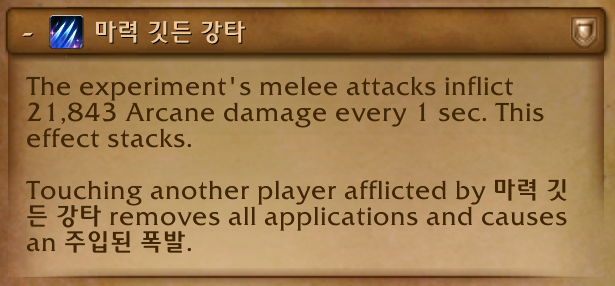 - 마력 깃든 강타
The experiment's melee attacks inflict
21,843 Arcane damage every 1 sec. This
effect stacks.
Touching another player afflicted by 마력 깃
든 강타 removes all applications and causes
an 주입된 폭발.